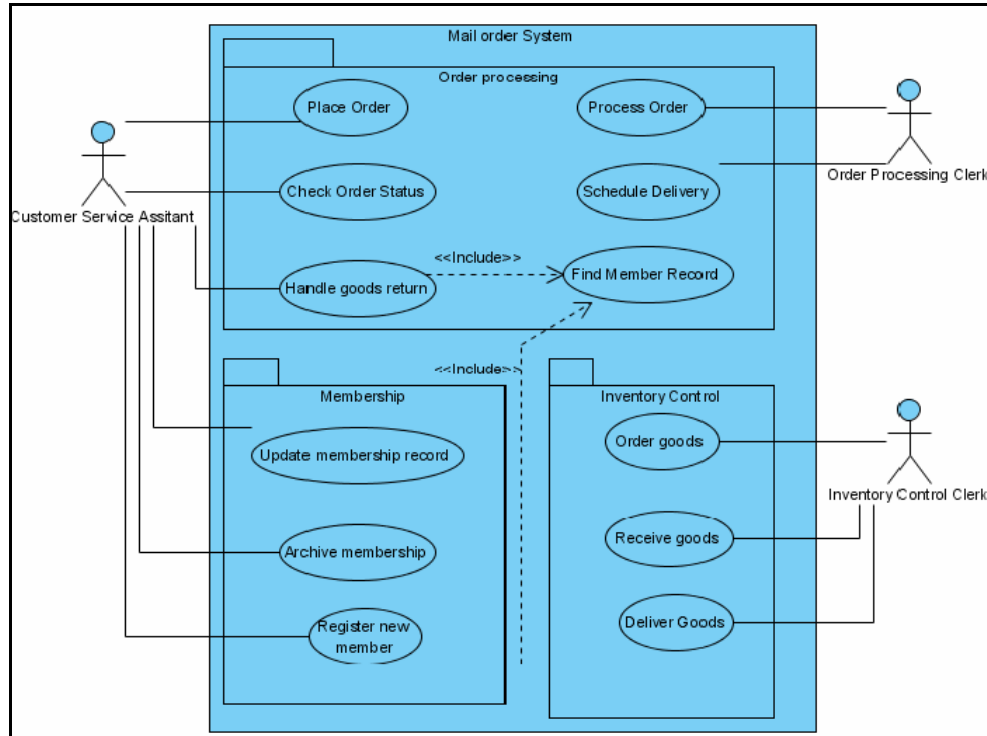 Mail order System
Order processing
Place Order
Process Order
Check Order Status
Schedule Delivery
Order Processing Clerk
Customer Service Assitant
<<Include>>
Handle goods return
Find Member Record
<<Include>>
Membership
Inventory Control
Update membership record
Order goods
Inventory Control Clerk
Archive membership
Receive goods
Register new
member
Deliver Goods